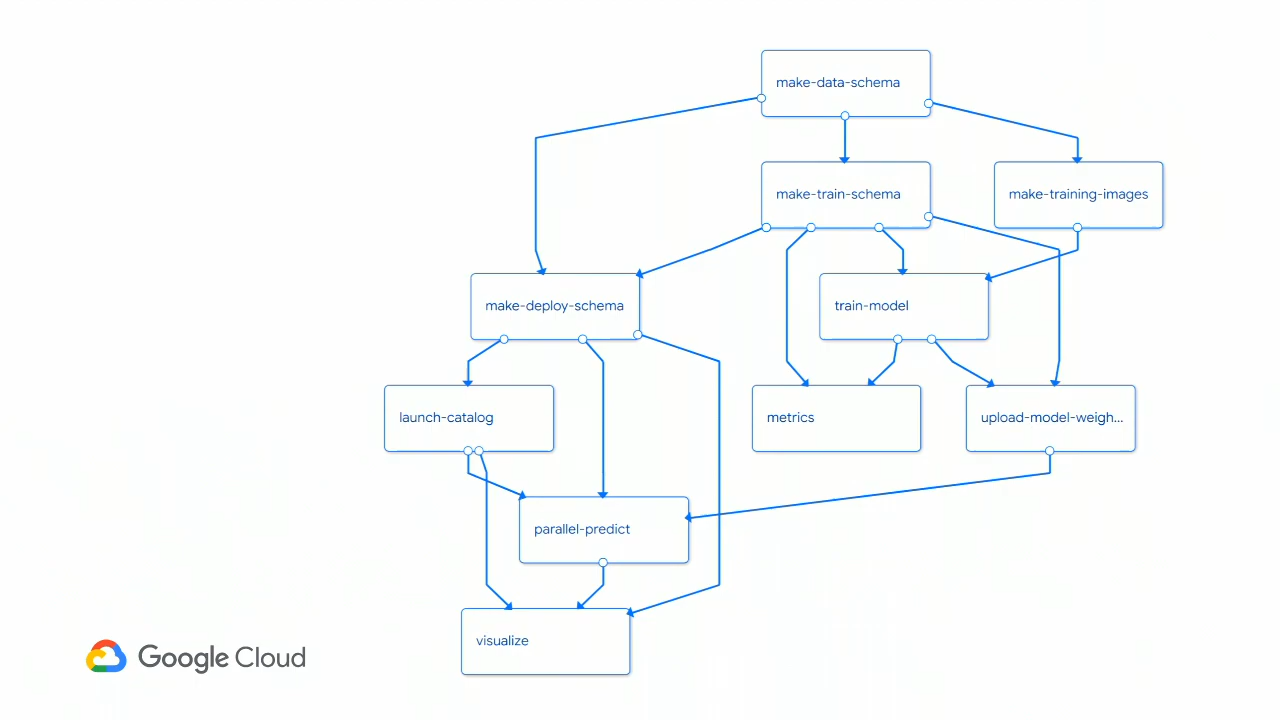 make-data-schema
make-train-schema
make-training-images
make-deploy-schema
train-model
launch-catalog
metrics
upload-model-weigh...
parallel-predict
visualize
Google Cloud